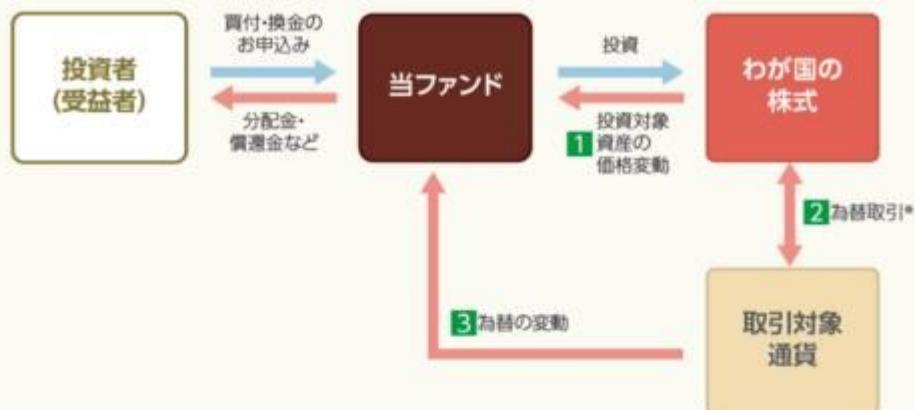 買付・換金の
お申込み
投資者
(受益者)
分配金・
償還金など
当ファンド
投資
1 投資対象
資産の
価格変動
わが国の
株式
2 為替取引*
3 為替の変動
取引対象
通貨